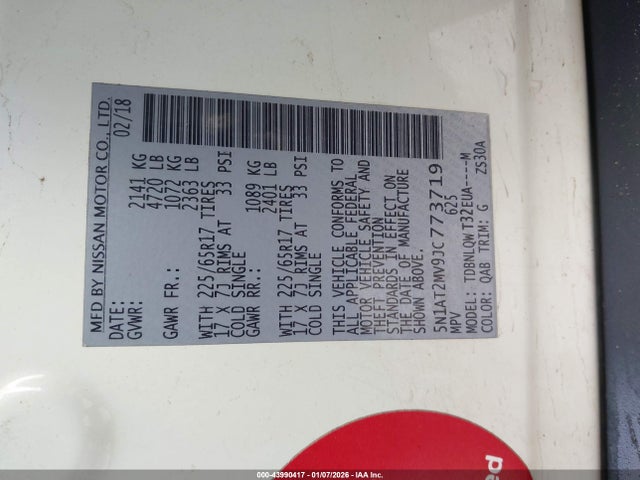 MFD BY NISSAN MOTOR CO., LTD.
DATE: 02/18
GVWR: 2141 KG
4720 LB
GAWR FR.: 1072 KG
2363 LB
WITH 225/65R17 TIRES
17 X 7J RIMS AT 33 PSI
COLD SINGLE
GAWR RR.: 1089 KG
2401 LB
WITH 225/65R17 TIRES
17 X 7J RIMS AT 33 PSI
COLD SINGLE
THIS VEHICLE CONFORMS TO
ALL APPLICABLE FEDERAL
MOTOR VEHICLE SAFETY AND
THEFT PREVENTION
STANDARDS IN EFFECT ON
THE DATE OF MANUFACTURE
SHOWN ABOVE.
5N1AT2MV9JC773719
MPV 625
MODEL: TDRNLQWT32EUA----M
COLOR: QAB TRIM: G ZS30A
000-43990417 | 01/07/2026 - IAA Inc.